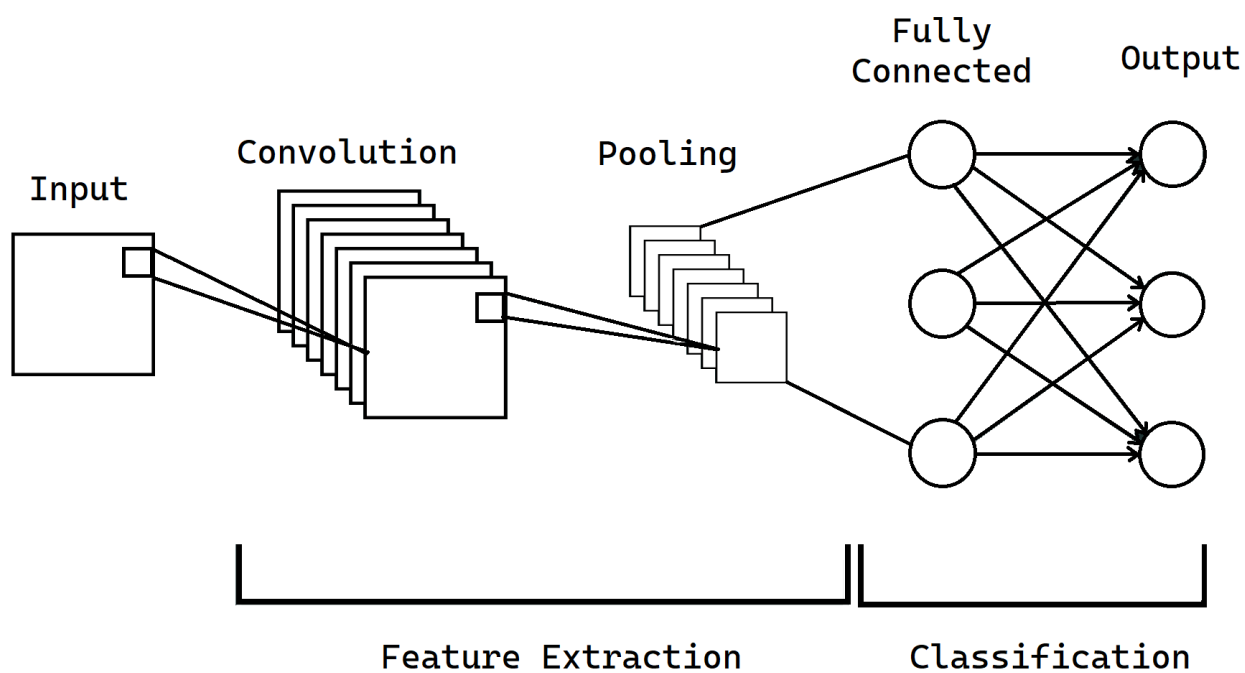 Input
Convolution
Pooling
Fully
Connected
Output
Feature Extraction
Classification